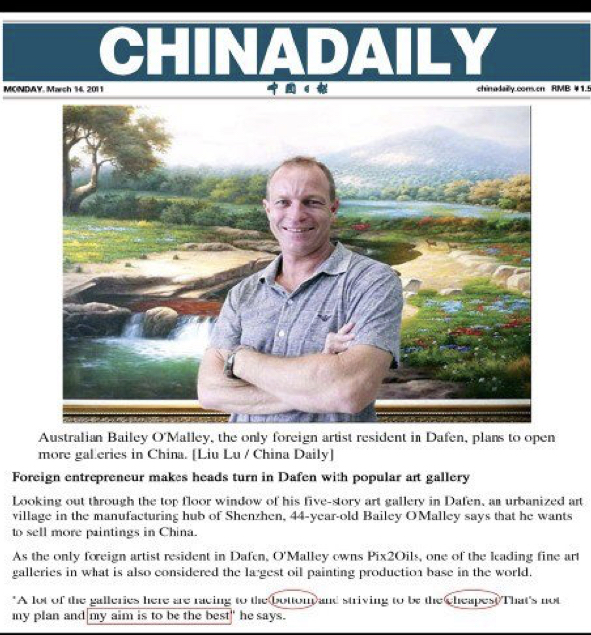 CHINADAILY
MONDAY, March 14, 2011 中国日报 chinadaily.com.cn RMB ¥1.5
Australian Bailey O'Malley, the only foreign artist resident in Dafen, plans to open
more galleries in China. [Liu Lu / China Daily]
Foreign entrepreneur makes heads turn in Dafen with popular art gallery
Looking out through the top floor window of his five-story art gallery in Dafen, an urbanized art
village in the manufacturing hub of Shenzhen, 44-year-old Bailey OMalley says that he wants
to sell more paintings in China.
As the only foreign artist resident in Dafen, O'Malley owns Pix2Oils, one of the leading fine art
galleries in what is also considered the largest oil painting production base in the world.
"A lot of the galleries here are racing to the bottom and striving to be the cheapest That's not
my plan and my aim is to be the best" he says.